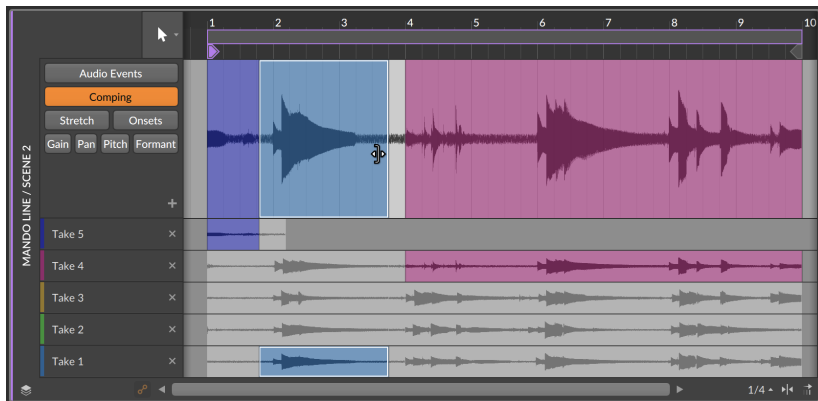 1 2 3 4 5 6 7 8 9 10
Audio Events
Comping
Stretch Onsets
Gain Pan Pitch Formant
+
MANDO LINE / SCENE 2
Take 5 ×
Take 4 ×
Take 3 ×
Take 2 ×
Take 1 ×
1/4